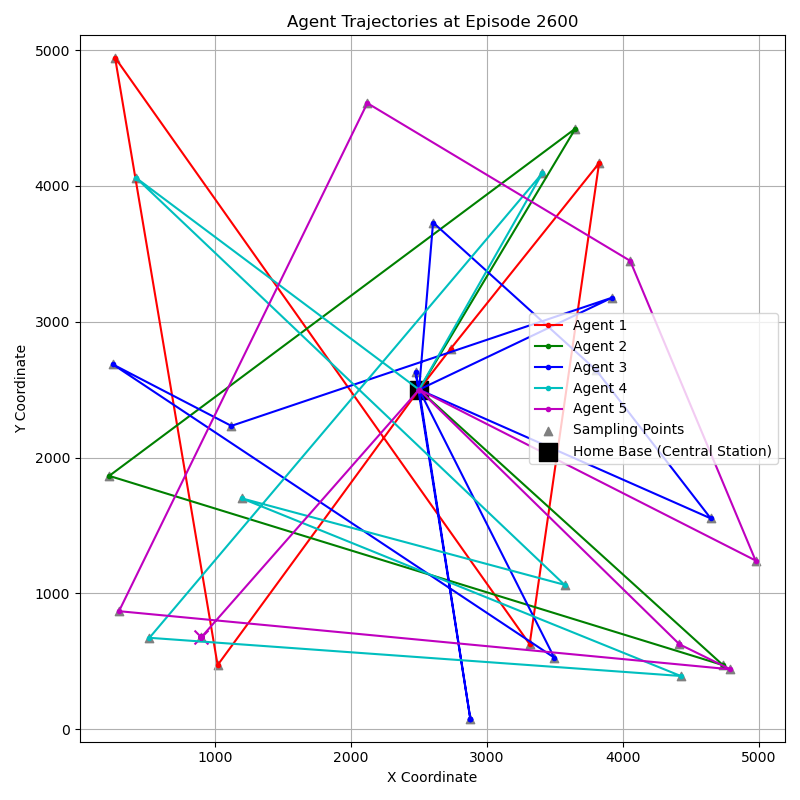 Agent Trajectories at Episode 2600
Y Coordinate
5000
4000
3000
2000
1000
0
Agent 1
Agent 2
Agent 3
Agent 4
Agent 5
Sampling Points
Home Base (Central Station)
1000 2000 3000 4000 5000
X Coordinate